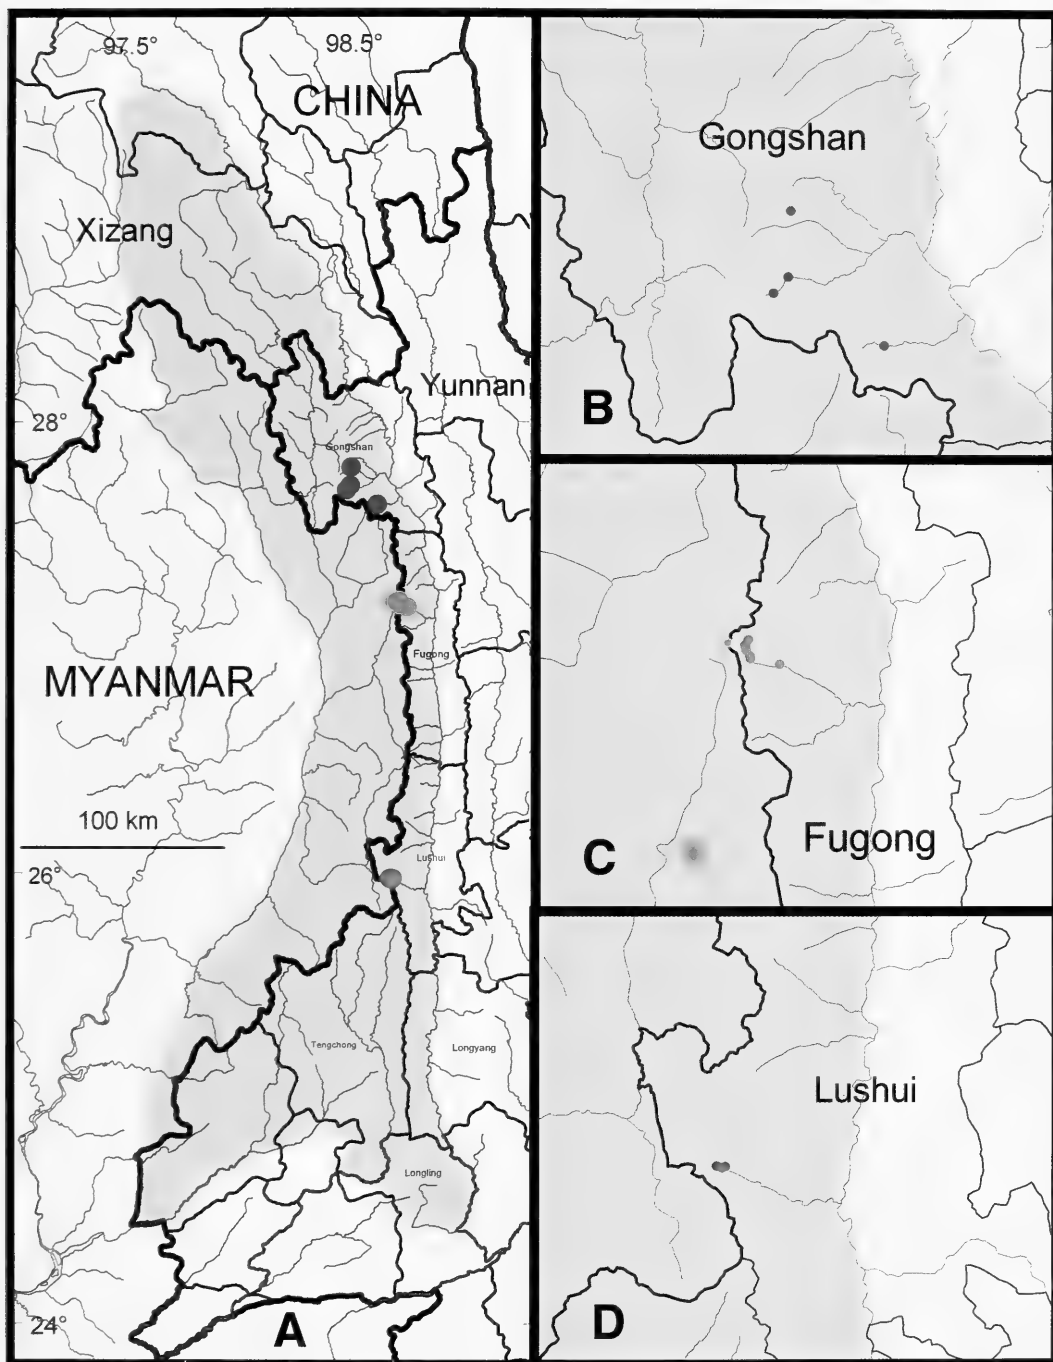 97.5°
98.5°
CHINA
Xizang
Yunnan
28°
Gongshan
MYANMAR
Fugong
100 km
Lushui
26°
Tengchong
Longyang
Longling
24°
A
Gongshan
B
C
Fugong
Lushui
D